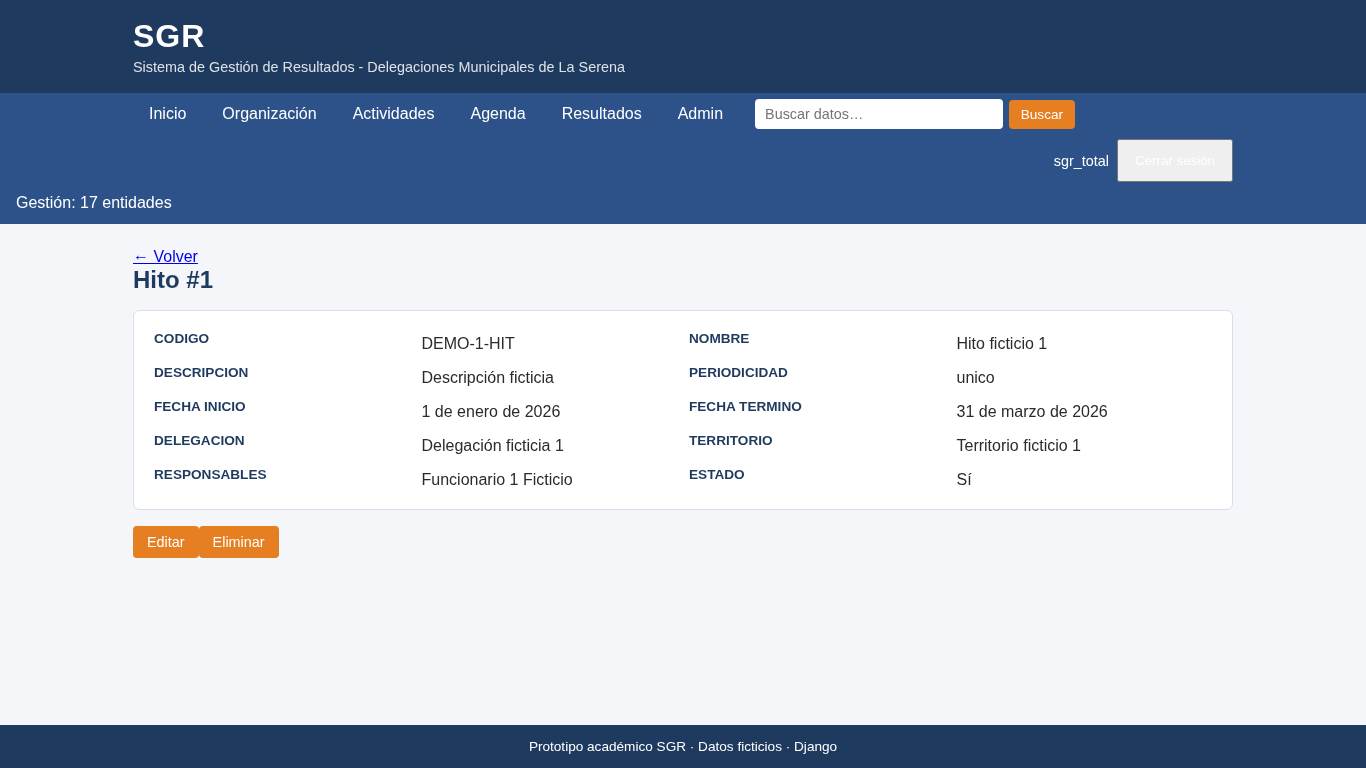 SGR
Sistema de Gestión de Resultados - Delegaciones Municipales de La Serena
Inicio Organización Actividades Agenda Resultados Admin Buscar datos… Buscar
sgr_total Cerrar sesión
Gestión: 17 entidades
← Volver
Hito #1
CODIGO DEMO-1-HIT NOMBRE Hito ficticio 1
DESCRIPCION Descripción ficticia PERIODICIDAD unico
FECHA INICIO 1 de enero de 2026 FECHA TERMINO 31 de marzo de 2026
DELEGACION Delegación ficticia 1 TERRITORIO Territorio ficticio 1
RESPONSABLES Funcionario 1 Ficticio ESTADO Sí
Editar Eliminar
Prototipo académico SGR · Datos ficticios · Django